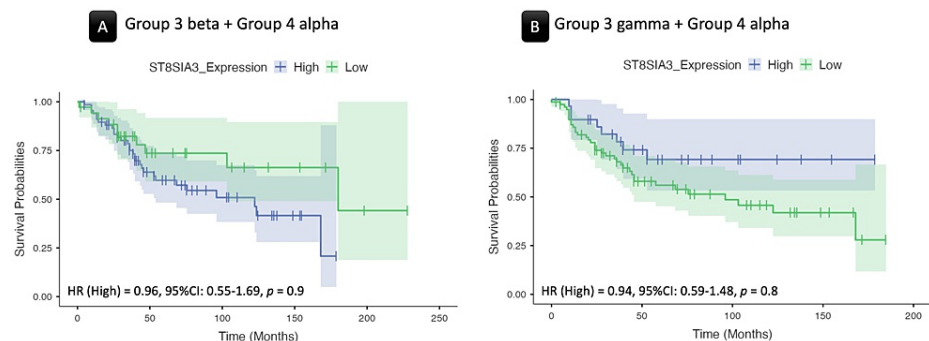 A Group 3 beta + Group 4 alpha
ST8SIA3_Expression High Low
Survival Probabilities
1.00
0.75
0.50
0.25
0.00
HR (High) = 0.96, 95%CI: 0.55-1.69, p = 0.9
0 50 100 150 200 250
Time (Months)
B Group 3 gamma + Group 4 alpha
ST8SIA3_Expression High Low
Survival Probabilities
1.00
0.75
0.50
0.25
0.00
HR (High) = 0.94, 95%CI: 0.59-1.48, p = 0.8
0 50 100 150 200
Time (Months)